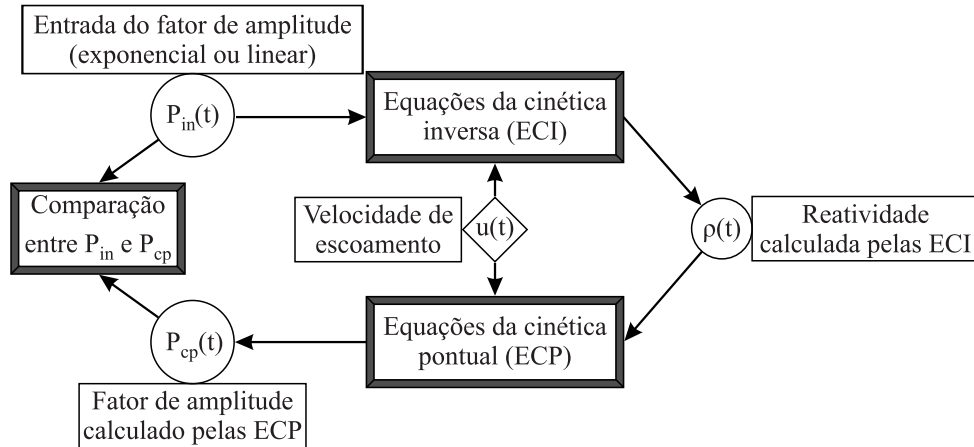 Entrada do fator de amplitude
(exponencial ou linear)
P_in(t)
Equações da cinética
inversa (ECI)
Comparação
entre P_in e P_cp
Velocidade de
escoamento
u(t)
ρ(t)
Reatividade
calculada pelas ECI
P_cp(t)
Equações da cinética
pontual (ECP)
Fator de amplitude
calculado pelas ECP